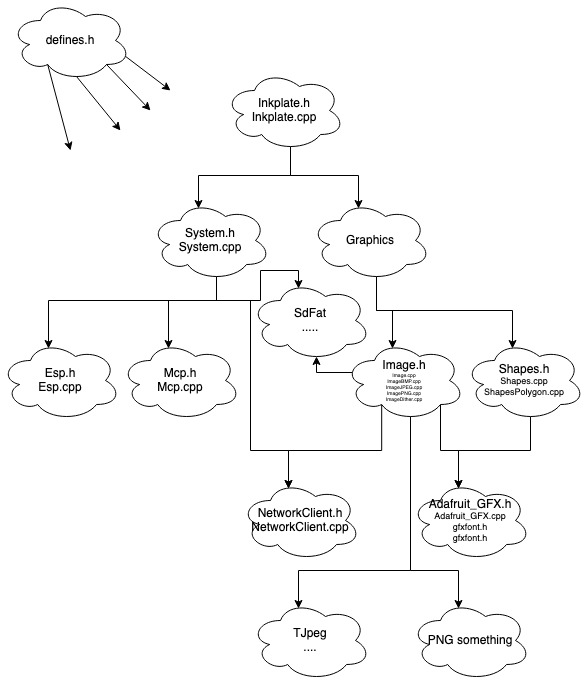 defines.h
Inkplate.h
Inkplate.cpp
System.h
System.cpp
Graphics
SdFat
.....
Esp.h
Esp.cpp
Mcp.h
Mcp.cpp
Image.h
Image.cpp
ImageBMP.cpp
ImageJPEG.cpp
ImagePNG.cpp
ImageDither.cpp
Shapes.h
Shapes.cpp
ShapesPolygon.cpp
NetworkClient.h
NetworkClient.cpp
Adafruit_GFX.h
Adafruit_GFX.cpp
gfxfont.h
gfxfont.h
TJpeg
....
PNG something